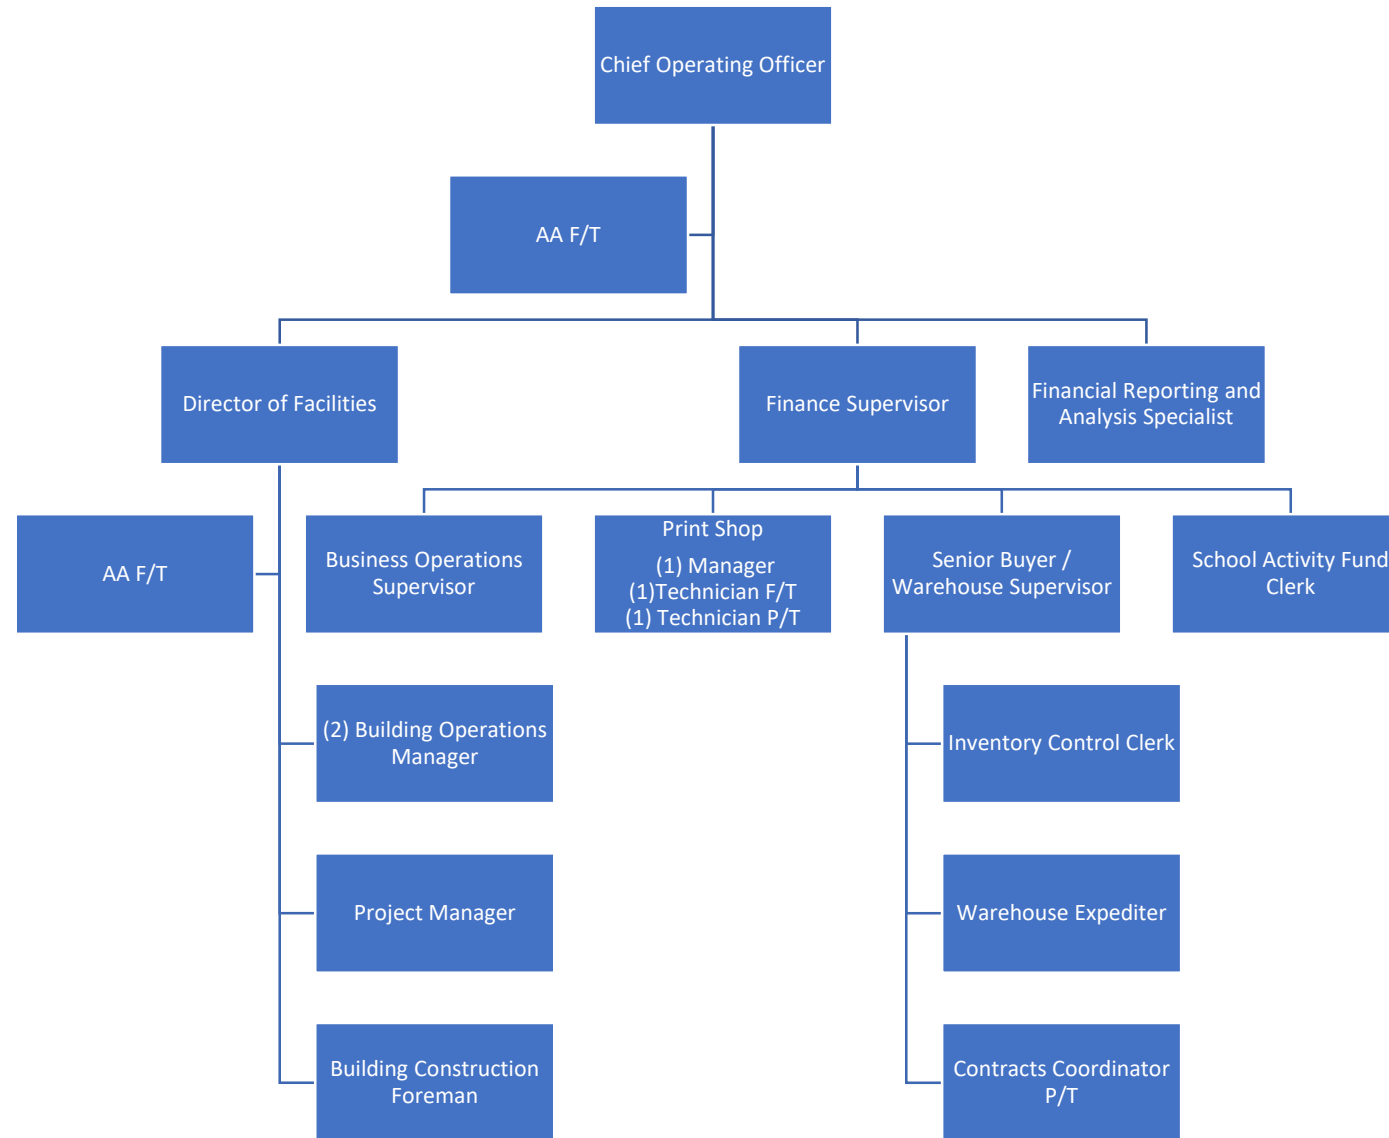 Chief Operating Officer
AA F/T
Director of Facilities
Finance Supervisor
Financial Reporting and
Analysis Specialist
AA F/T
Business Operations
Supervisor
Print Shop
(1) Manager
(1)Technician F/T
(1) Technician P/T
Senior Buyer /
Warehouse Supervisor
School Activity Fund
Clerk
(2) Building Operations
Manager
Inventory Control Clerk
Project Manager
Warehouse Expediter
Building Construction
Foreman
Contracts Coordinator
P/T